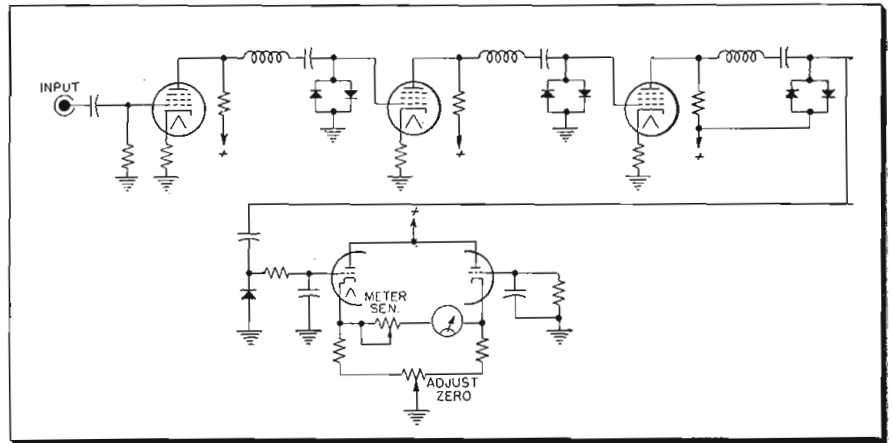 INPUT
+
+
+
+
METER
SEN.
ADJUST
ZERO